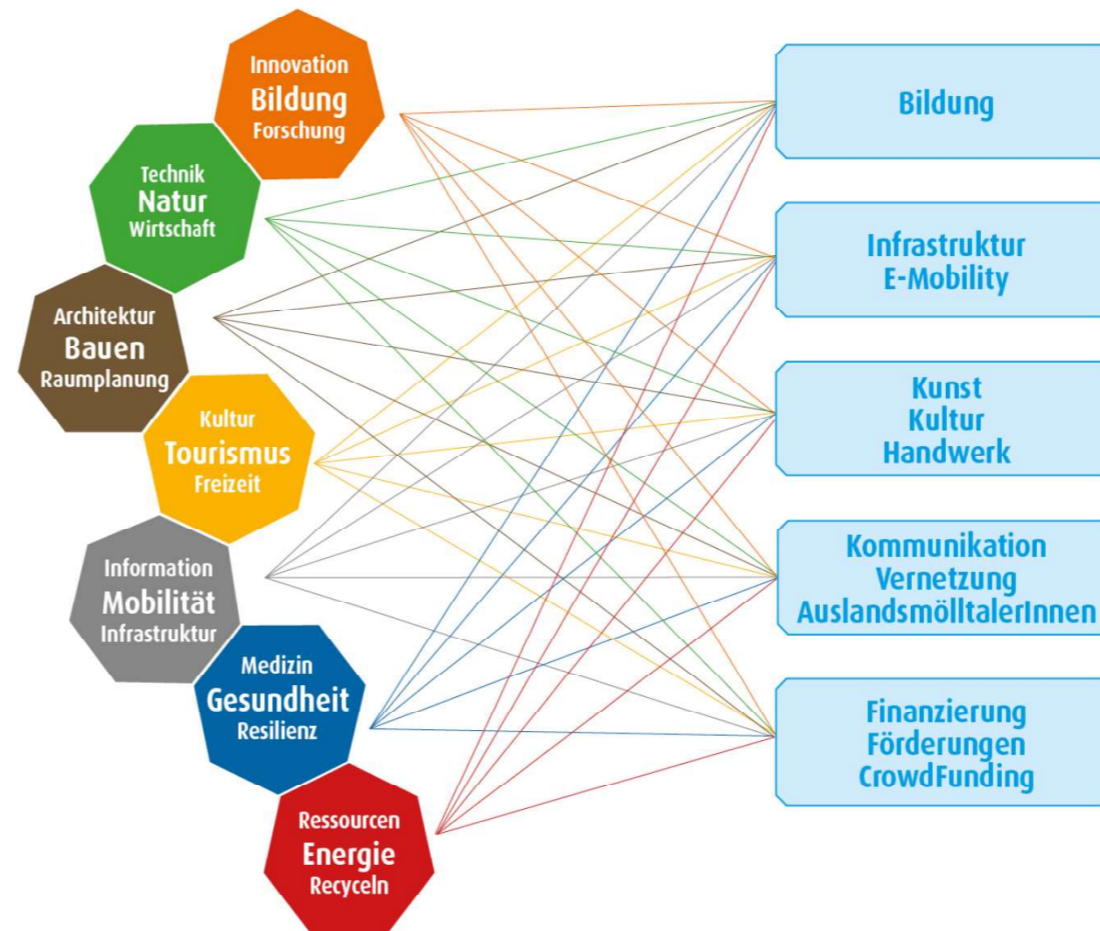 Innovation
Bildung
Forschung
Technik
Natur
Wirtschaft
Architektur
Bauen
Raumplanung
Kultur
Tourismus
Freizeit
Information
Mobilität
Infrastruktur
Medizin
Gesundheit
Resilienz
Ressourcen
Energie
Recyceln
Bildung
Infrastruktur
E-Mobility
Kunst
Kultur
Handwerk
Kommunikation
Vernetzung
AuslandsmölltalerInnen
Finanzierung
Förderungen
CrowdFunding